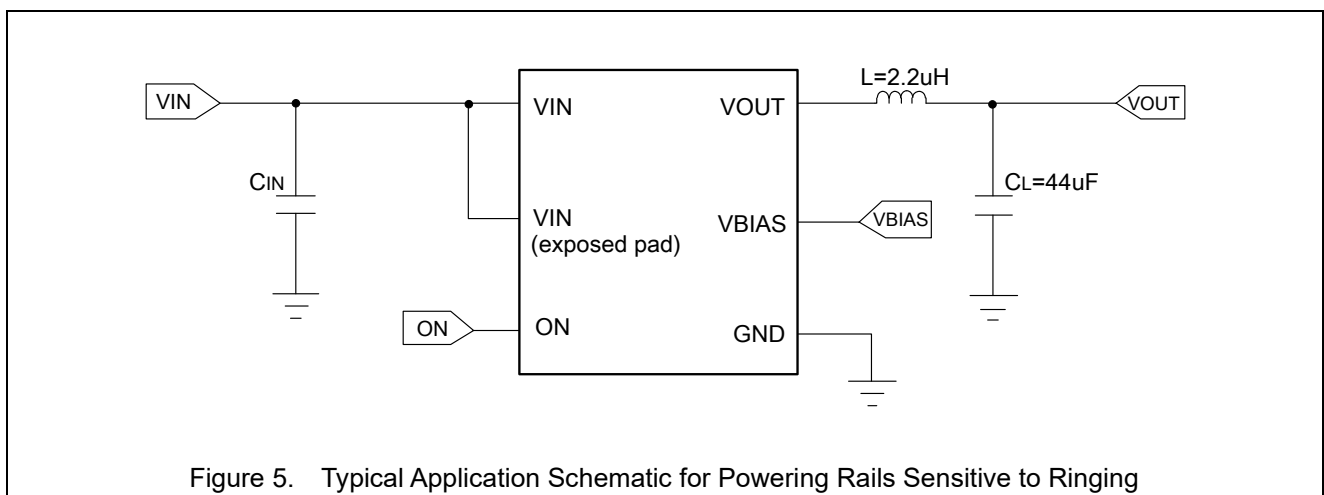 L=2.2uH
VIN
VIN
VOUT
VOUT
CIN
CL=44uF
VIN
(exposed pad)
VBIAS
VBIAS
ON
ON
GND
Figure 5. Typical Application Schematic for Powering Rails Sensitive to Ringing